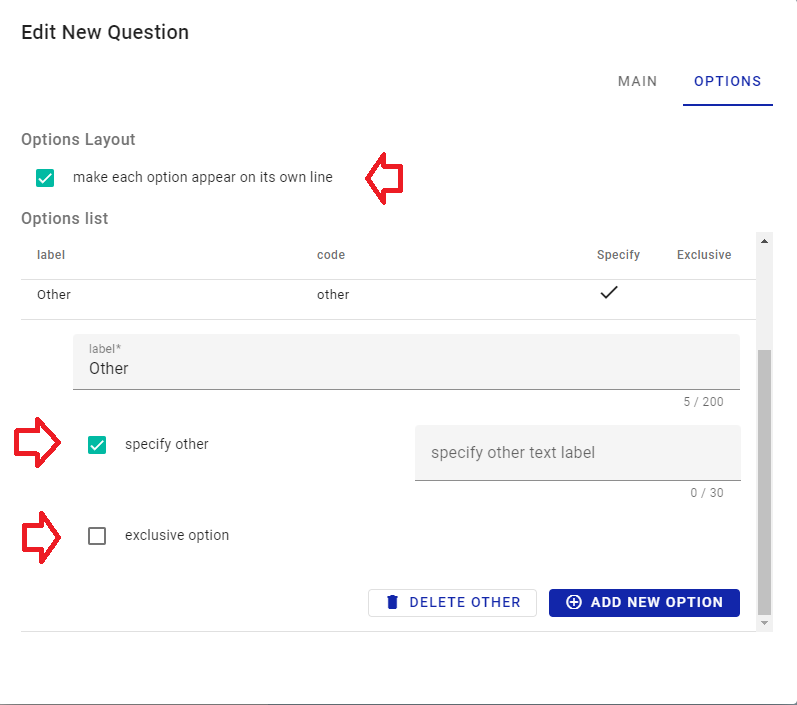 Edit New Question
MAIN OPTIONS
Options Layout
make each option appear on its own line
Options list
label code Specify Exclusive
Other other
label*
Other
5 / 200
specify other specify other text label
0 / 30
exclusive option
DELETE OTHER ADD NEW OPTION